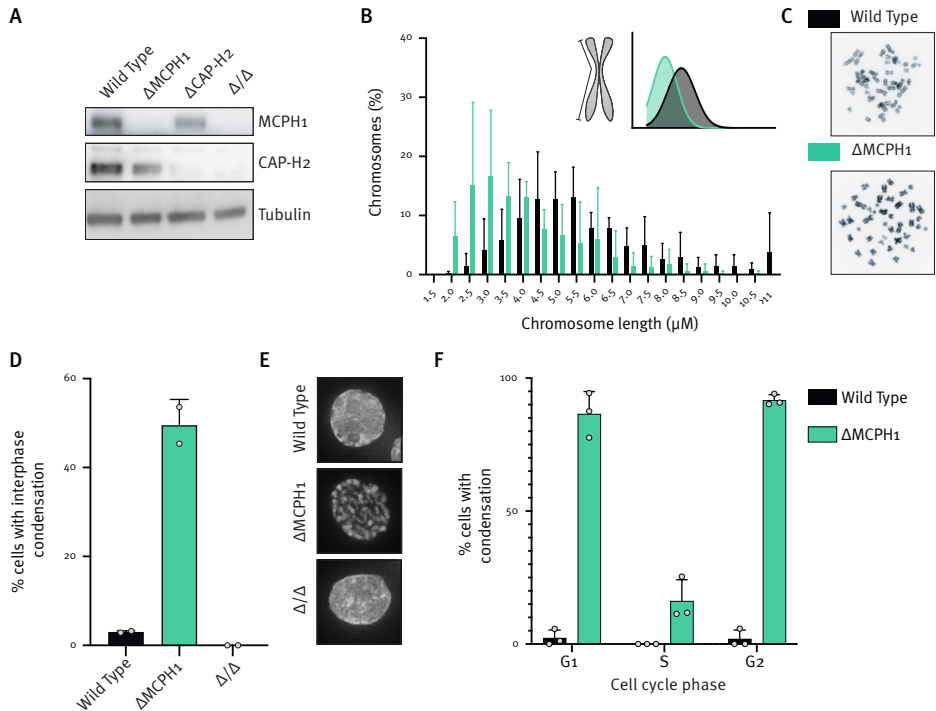 A
Wild Type
ΔMCPH1
ΔCAP-H2
Δ/Δ
MCPH1
CAP-H2
Tubulin
B
Chromosomes (%)
40
30
20
10
0
1.5
2.0
2.5
3.0
3.5
4.0
4.5
5.0
5.5
6.0
6.5
7.0
7.5
8.0
8.5
9.0
9.5
10.0
10.5
>11
Chromosome length (µM)
C
Wild Type
ΔMCPH1
D
% cells with interphase
condensation
60
40
20
0
Wild Type
ΔMCPH1
Δ/Δ
E
Wild Type
ΔMCPH1
Δ/Δ
F
% cells with
condensation
100
50
0
G1
S
G2
Cell cycle phase
Wild Type
ΔMCPH1